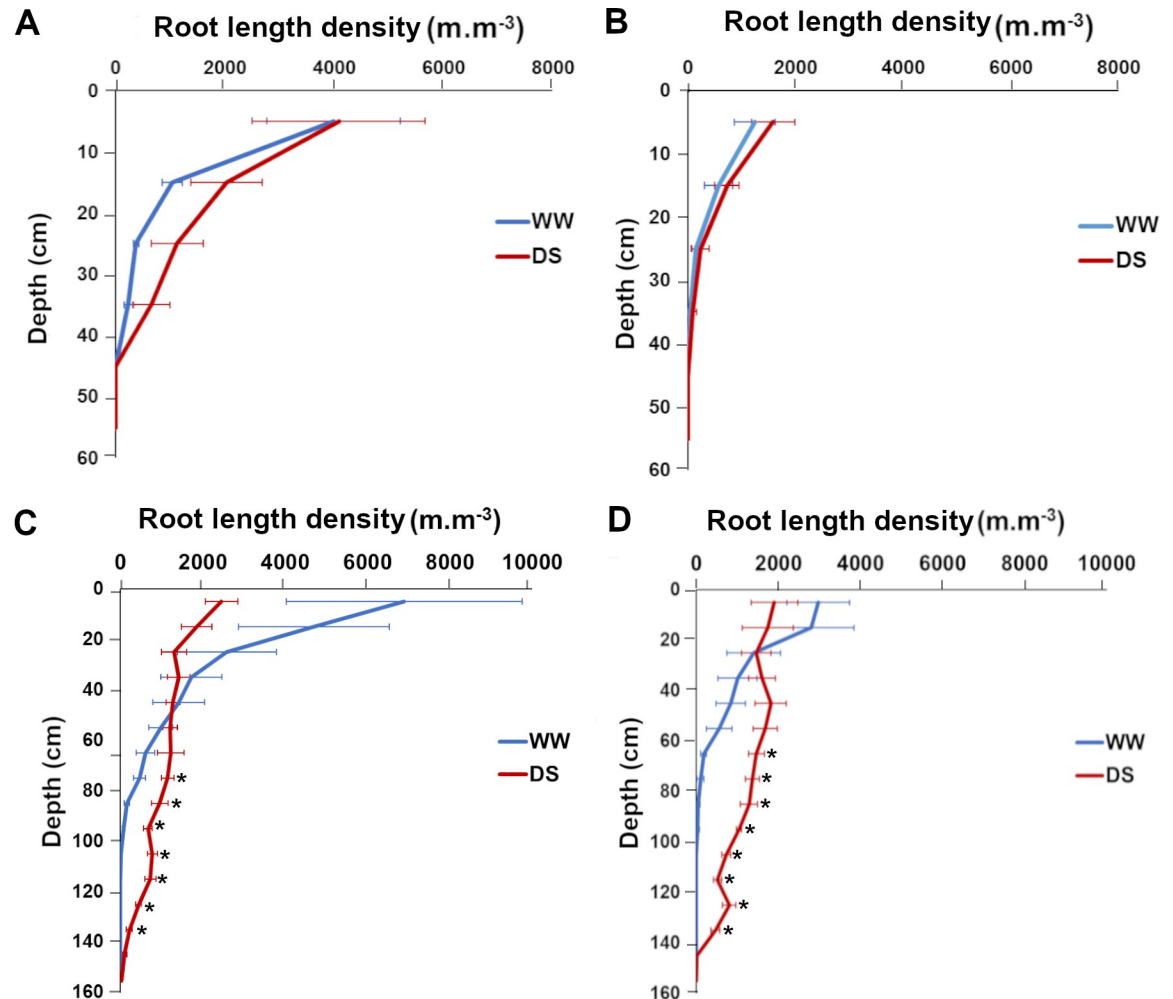 A
Root length density (m.m-3)
0 2000 4000 6000 8000
0
10
20
30
40
50
60
Depth (cm)
WW
DS
B
Root length density (m.m-3)
0 2000 4000 6000 8000
0
10
20
30
40
50
60
Depth (cm)
WW
DS
C
Root length density (m.m-3)
0 2000 4000 6000 8000 10000
0
20
40
60
80
100
120
140
160
Depth (cm)
WW
DS
*
*
*
*
*
*
*
D
Root length density (m.m-3)
0 2000 4000 6000 8000 10000
0
20
40
60
80
100
120
140
160
Depth (cm)
WW
DS
*
*
*
*
*
*
*
*